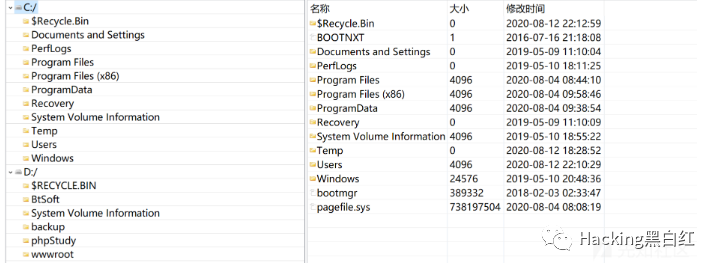 C:/
$Recycle.Bin
Documents and Settings
PerfLogs
Program Files
Program Files (x86)
ProgramData
Recovery
System Volume Information
Temp
Users
Windows
D:/
$RECYCLE.BIN
BtSoft
System Volume Information
backup
phpStudy
wwwroot
名称 大小 修改时间
$Recycle.Bin 0 2020-08-12 22:12:59
BOOTNXT 1 2016-07-16 21:18:08
Documents and Settings 0 2019-05-09 11:10:04
PerfLogs 0 2019-05-10 18:11:25
Program Files 4096 2020-08-04 08:44:10
Program Files (x86) 4096 2020-08-04 09:58:46
ProgramData 4096 2020-08-04 09:38:54
Recovery 0 2019-05-09 11:10:09
System Volume Information 4096 2019-05-10 18:55:22
Temp 0 2020-08-12 18:28:52
Users 4096 2020-08-12 22:10:29
Windows 24576 2019-05-10 20:48:36
bootmgr 389332 2018-02-03 02:33:47
pagefile.sys 738197504 2020-08-04 08:08:19
Hacking黑白红